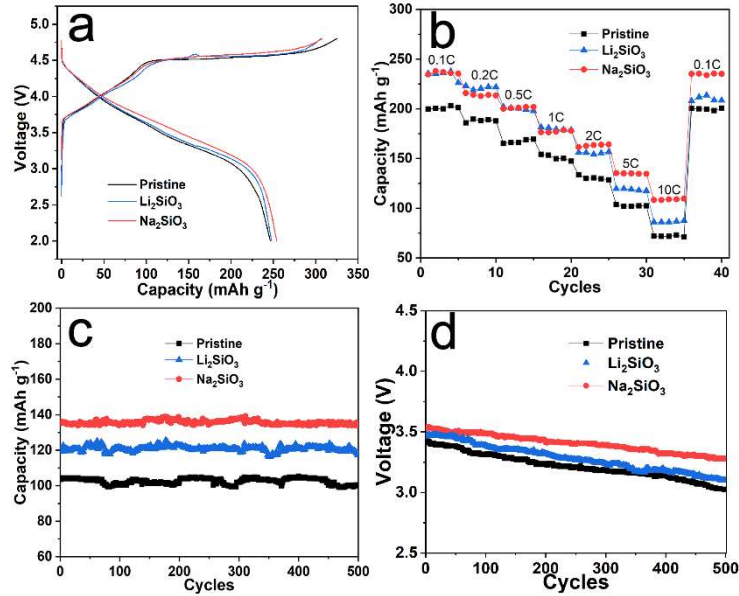 a
Voltage (V)
5.0
4.5
4.0
3.5
3.0
2.5
2.0
Pristine
Li₂SiO₃
Na₂SiO₃
0 50 100 150 200 250 300 350
Capacity (mAh g⁻¹)
b
Capacity (mAh g⁻¹)
250
200
150
100
50
Pristine
Li₂SiO₃
Na₂SiO₃
0.1C
0.2C
0.5C
1C
2C
5C
10C
0.1C
0 10 20 30 40
Cycles
c
Capacity (mAh g⁻¹)
200
180
160
140
120
100
80
60
Pristine
Li₂SiO₃
Na₂SiO₃
0 100 200 300 400 500
Cycles
d
Voltage (V)
4.5
4.0
3.5
3.0
2.5
Pristine
Li₂SiO₃
Na₂SiO₃
0 100 200 300 400 500
Cycles